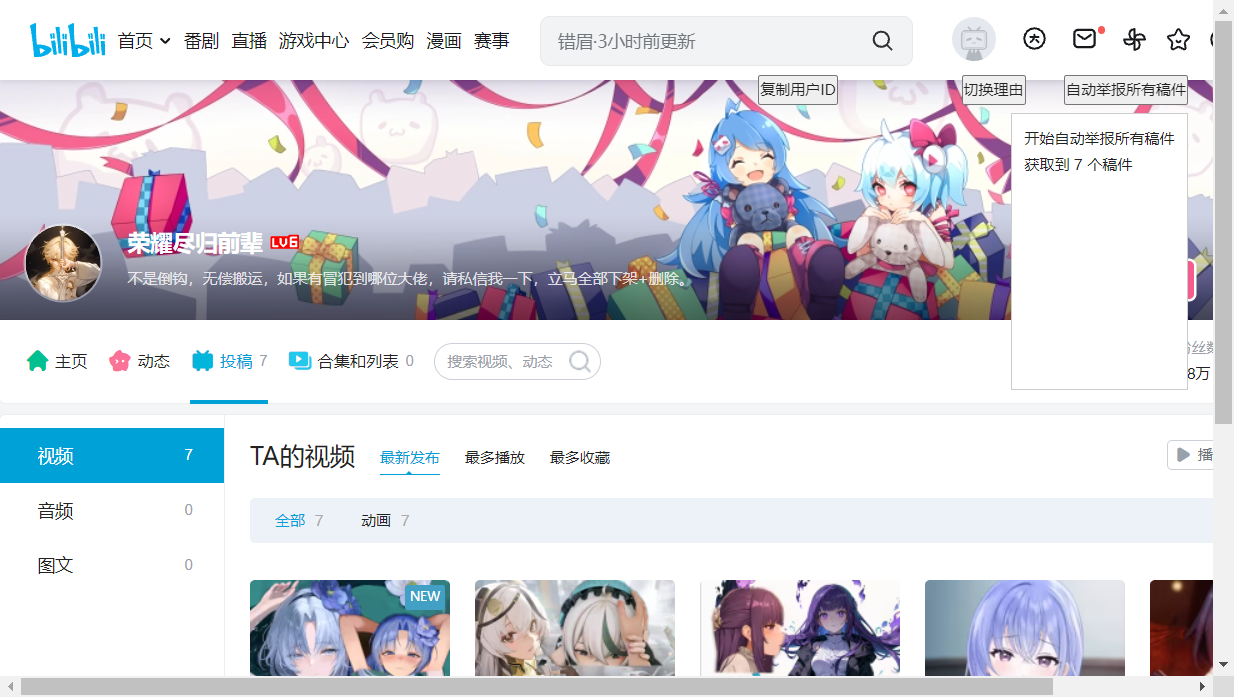 bilibili 首页 番剧 直播 游戏中心 会员购 漫画 赛事 错眉·3小时前更新
复制用户ID 切换理由 自动举报所有稿件
开始自动举报所有稿件
获取到 7 个稿件
荣耀尽归前辈 LV6
不是倒钩，无偿搬运，如果有冒犯到哪位大佬，请私信我一下，立马全部下架+删除。
主页 动态 投稿 7 合集和列表 0 搜索视频、动态
丝数
8万
视频 7
音频 0
图文 0
TA的视频 最新发布 最多播放 最多收藏 播
全部 7 动画 7
NEW